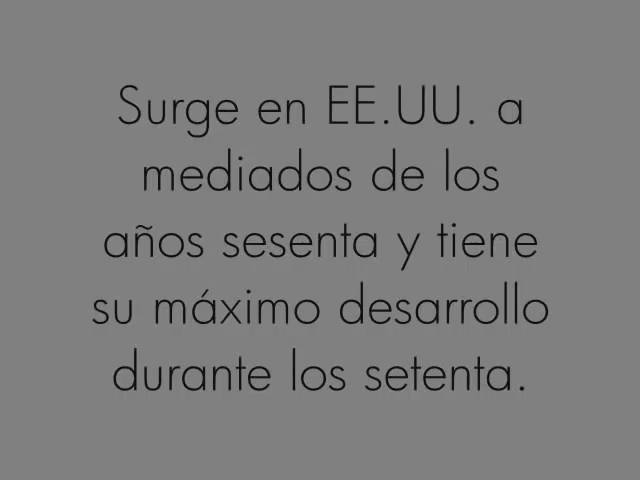 Surge en EE.UU. a
mediados de los
años sesenta y tiene
su máximo desarrollo
durante los setenta.